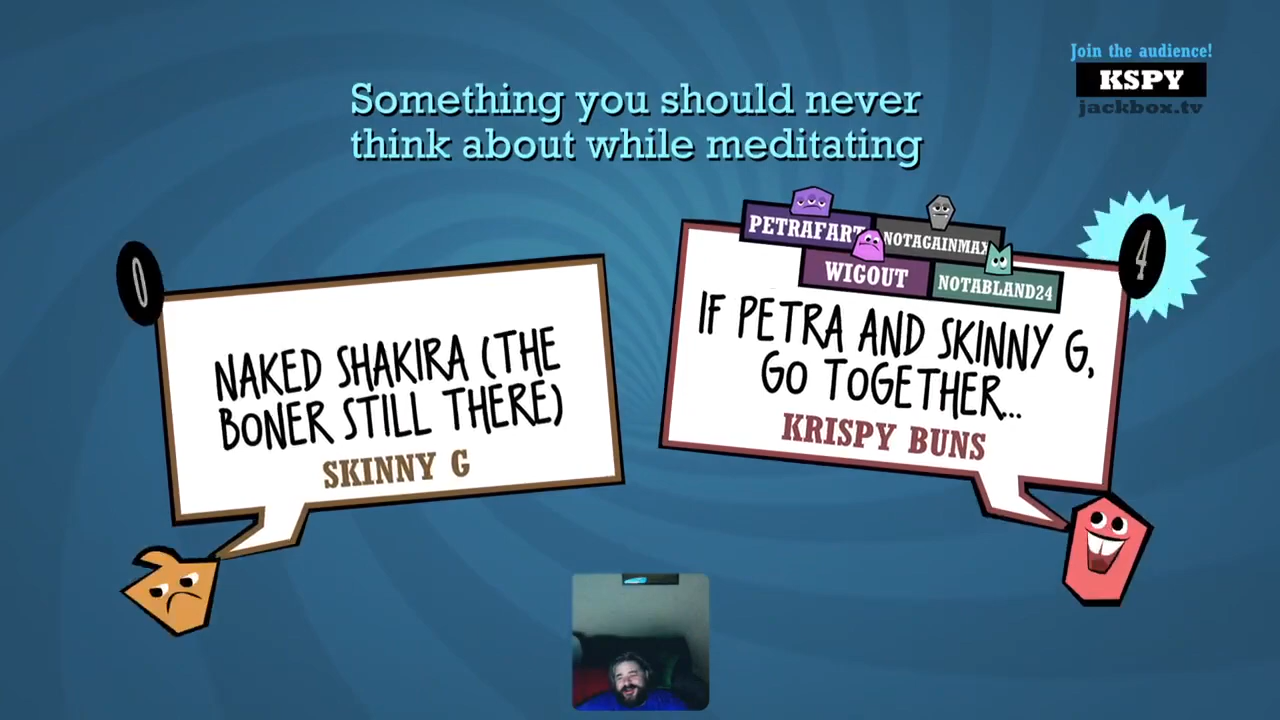 Join the audience!
KSPY
jackbox.tv
Something you should never
think about while meditating
0
NAKED SHAKIRA (THE
BONER STILL THERE)
SKINNY G
PETRAFART
NOTAGAINMAX
WIGOUT
NOTABLAND24
4
IF PETRA AND SKINNY G,
GO TOGETHER...
KRISPY BUNS